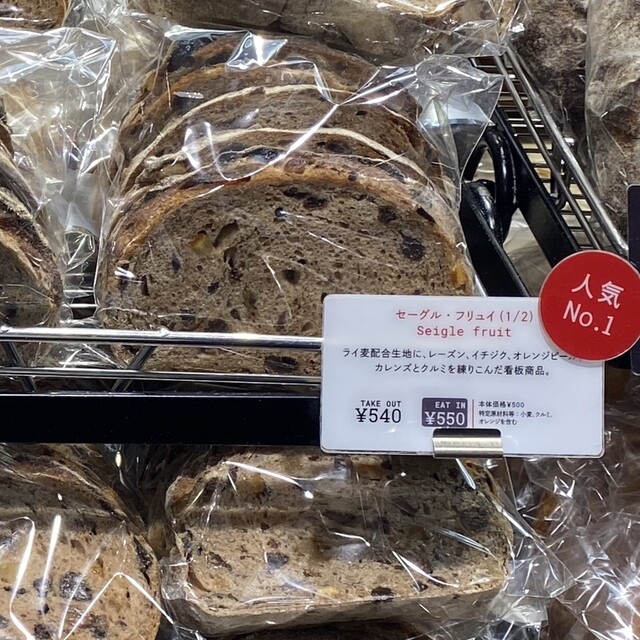 人気
No.1
セーグル・フリュイ(1/2)
Seigle fruit
ライ麦配合生地に、レーズン、イチジク、オレンジピー
カレンズとクルミを練りこんだ看板商品。
TAKE OUT
¥540
EAT IN
¥550
本体価格¥500
特定原材料等：小麦、クルミ、
オレンジを含む